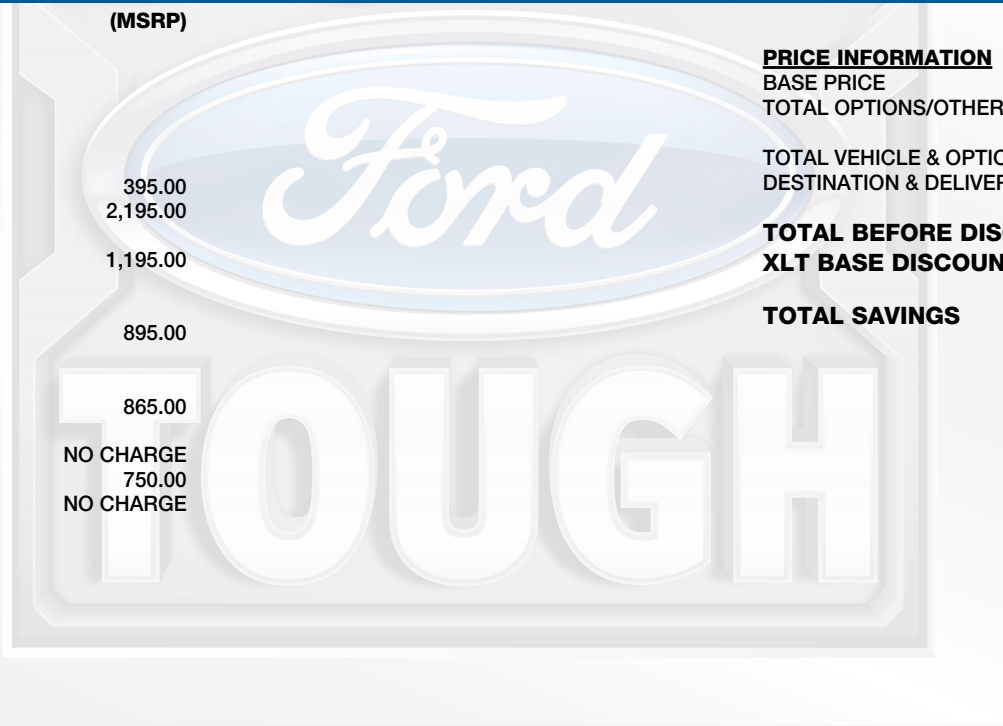 (MSRP)
395.00
2,195.00
1,195.00
895.00
865.00
NO CHARGE
750.00
NO CHARGE
PRICE INFORMATION
BASE PRICE
TOTAL OPTIONS/OTHER
TOTAL VEHICLE & OPTIO
DESTINATION & DELIVER
TOTAL BEFORE DISC
XLT BASE DISCOUN
TOTAL SAVINGS
Ford
TOUGH